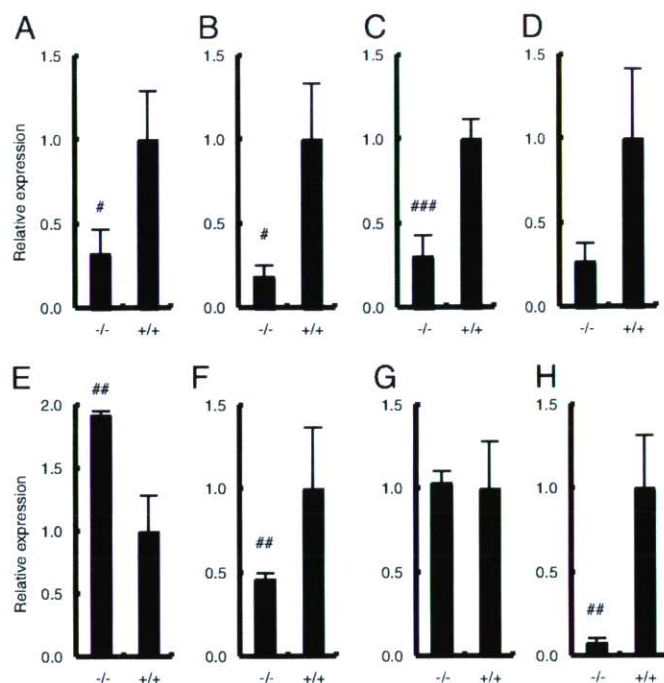 A B C D
1.5 1.5 1.5 1.5
1.0 1.0 1.0 1.0
Relative expression
# # ###
0.5 0.5 0.5 0.5
0.0 0.0 0.0 0.0
-/- +/+ -/- +/+ -/- +/+ -/- +/+
E F G H
##
2.0 1.5 1.5 1.5
1.5
1.0 1.0 1.0
Relative expression
1.0
## ##
0.5 0.5 0.5 0.5
0.0 0.0 0.0 0.0
-/- +/+ -/- +/+ -/- +/+ -/- +/+